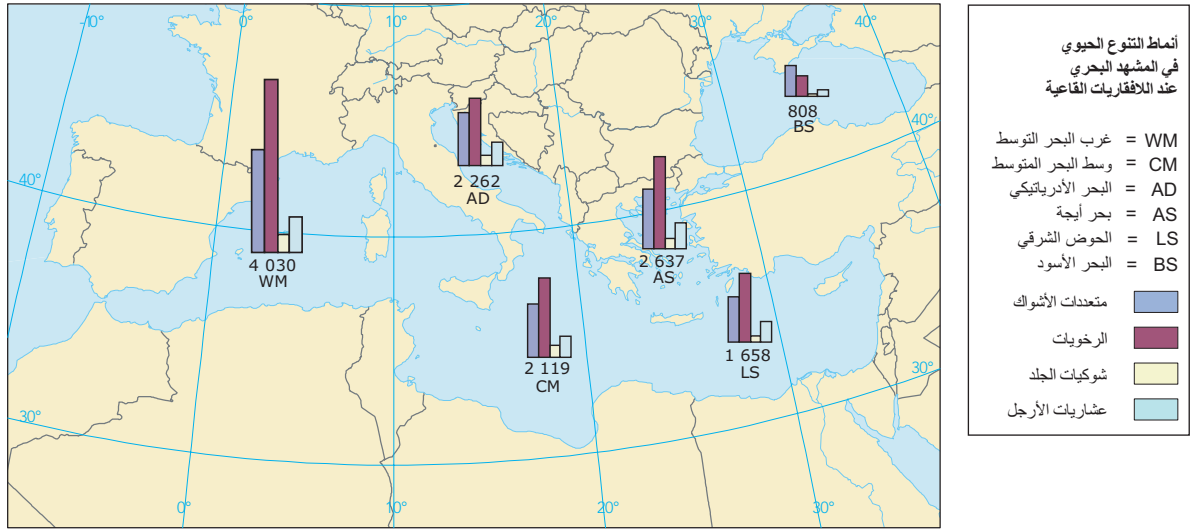 -10°
0°
10°
20°
30°
40°
808
BS
40°
2 262
AD
40°
4 030
WM
2 637
AS
2 119
CM
1 658
LS
30°
30°
0°
10°
20°
30°
أنماط التنوع الحيوي
في المشهد البحري
عند اللافقاريات القاعية
WM = غرب البحر التوسط
CM = وسط البحر المتوسط
AD = البحر الأدرياتيكي
AS = بحر أيجة
LS = الحوض الشرقي
BS = البحر الأسود
متعددات الأشواك
الرخويات
شوكيات الجلد
عشاريات الأرجل